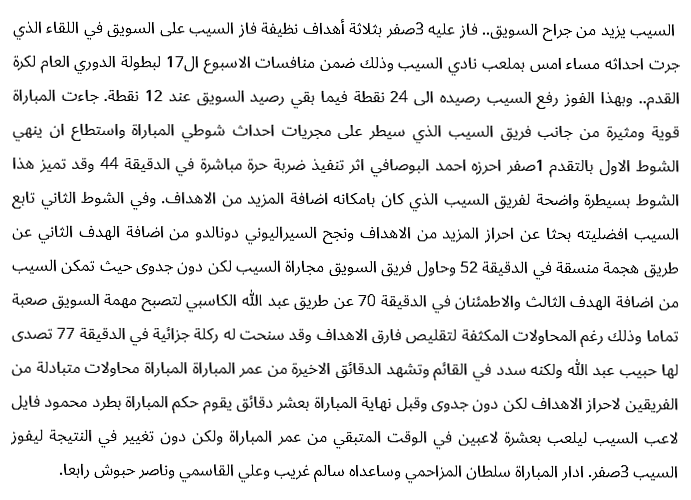 السيب يزيد من جراح السويق.. فاز عليه 3صفر بثلاثة أهداف نظيفة فاز السيب على السويق في اللقاء الذي
جرت احداثه مساء امس بملعب نادي السيب وذلك ضمن منافسات الاسبوع ال17 لبطولة الدوري العام لكرة
القدم.. وبهذا الفوز رفع السيب رصيده الى 24 نقطة فيما بقي رصيد السويق عند 12 نقطة. جاءت المباراة
قوية ومثيرة من جانب فريق السيب الذي سيطر على مجريات احداث شوطي المباراة واستطاع ان ينهي
الشوط الاول بالتقدم 1صفر احرزه احمد البوصافي اثر تنفيذ ضربة حرة مباشرة في الدقيقة 44 وقد تميز هذا
الشوط بسيطرة واضحة لفريق السيب الذي كان بامكانه اضافة المزيد من الاهداف. وفي الشوط الثاني تابع
السيب افضليته بحثا عن احراز المزيد من الاهداف ونجح السيراليوني دونالدو من اضافة الهدف الثاني عن
طريق هجمة منسقة في الدقيقة 52 وحاول فريق السويق مجاراة السيب لكن دون جدوى حيث تمكن السيب
من اضافة الهدف الثالث والاطمئنان في الدقيقة 70 عن طريق عبد الله الكاسبي لتصبح مهمة السويق صعبة
تماما وذلك رغم المحاولات المكثفة لتقليص فارق الاهداف وقد سنحت له ركلة جزائية في الدقيقة 77 تصدى
لها حبيب عبد الله ولكنه سدد في القائم وتشهد الدقائق الاخيرة من عمر المباراة المباراة محاولات متبادلة من
الفريقين لاحراز الاهداف لكن دون جدوى وقبل نهاية المباراة بعشر دقائق يقوم حكم المباراة بطرد محمود فايل
لاعب السيب ليلعب بعشرة لاعبين في الوقت المتبقي من عمر المباراة ولكن دون تغيير في النتيجة ليفوز
السيب 3صفر. ادار المباراة سلطان المزاحمي وساعداه سالم غريب وعلي القاسمي وناصر حبوش رابعا.